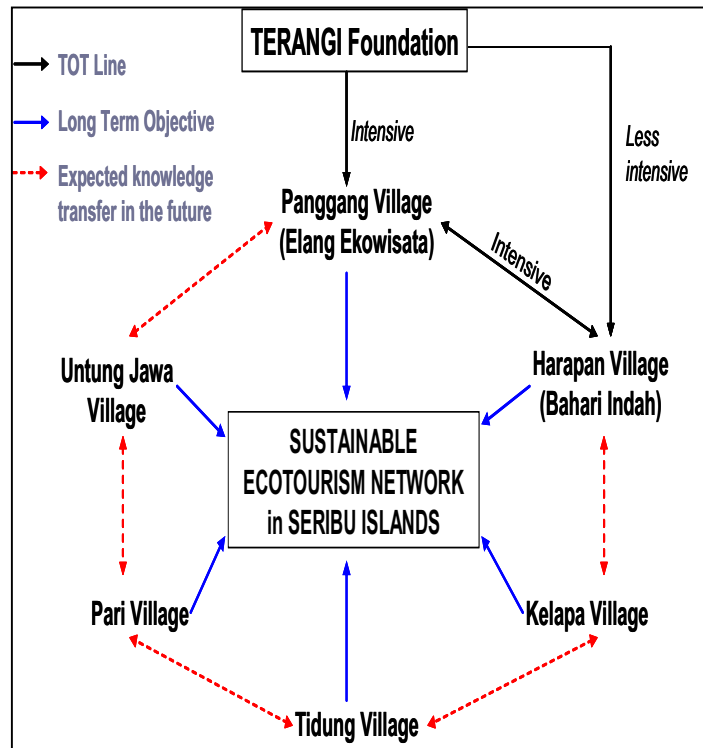 TERANGI Foundation
TOT Line
Long Term Objective
Expected knowledge
transfer in the future
Intensive
Less
intensive
Panggang Village
(Elang Ekowisata)
Intensive
Untung Jawa
Village
Harapan Village
(Bahari Indah)
SUSTAINABLE
ECOTOURISM NETWORK
in SERIBU ISLANDS
Pari Village
Kelapa Village
Tidung Village